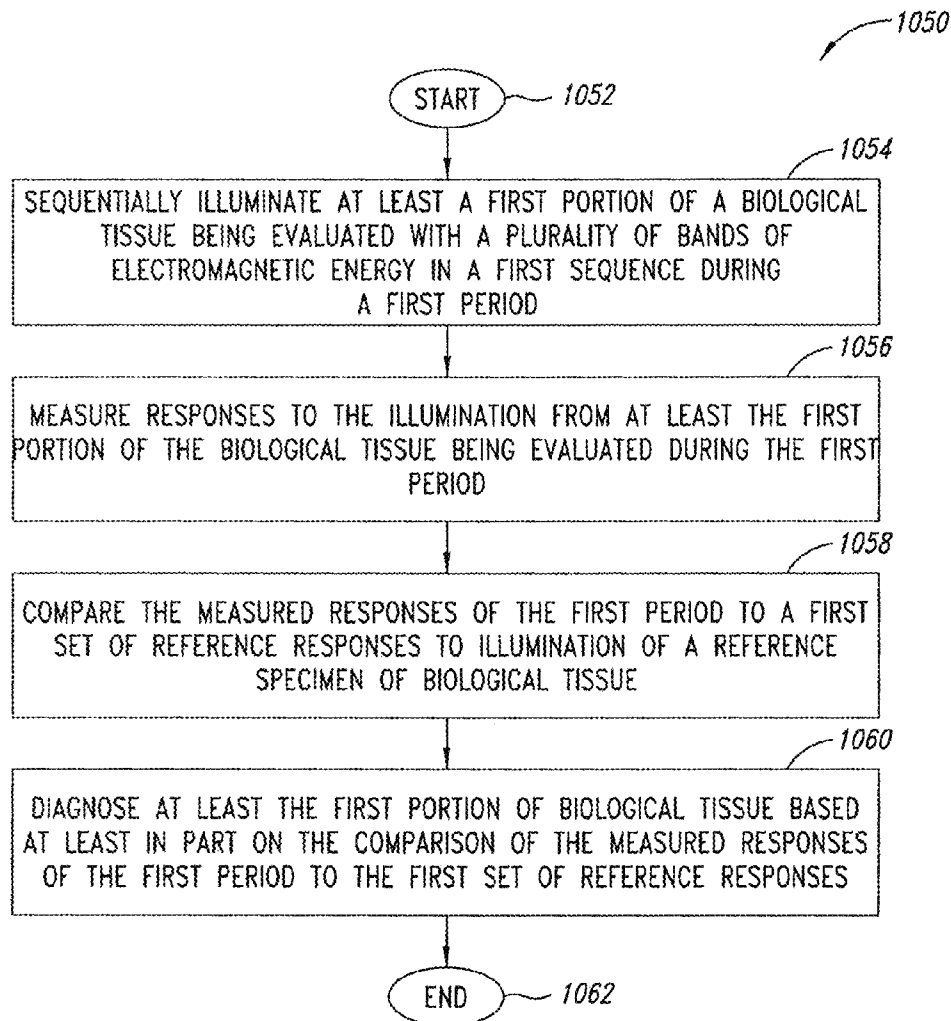 1050
START
1052
1054
SEQUENTIALLY ILLUMINATE AT LEAST A FIRST PORTION OF A BIOLOGICAL
TISSUE BEING EVALUATED WITH A PLURALITY OF BANDS OF
ELECTROMAGNETIC ENERGY IN A FIRST SEQUENCE DURING
A FIRST PERIOD
1056
MEASURE RESPONSES TO THE ILLUMINATION FROM AT LEAST THE FIRST
PORTION OF THE BIOLOGICAL TISSUE BEING EVALUATED DURING THE FIRST
PERIOD
1058
COMPARE THE MEASURED RESPONSES OF THE FIRST PERIOD TO A FIRST
SET OF REFERENCE RESPONSES TO ILLUMINATION OF A REFERENCE
SPECIMEN OF BIOLOGICAL TISSUE
1060
DIAGNOSE AT LEAST THE FIRST PORTION OF BIOLOGICAL TISSUE BASED
AT LEAST IN PART ON THE COMPARISON OF THE MEASURED RESPONSES
OF THE FIRST PERIOD TO THE FIRST SET OF REFERENCE RESPONSES
END
1062